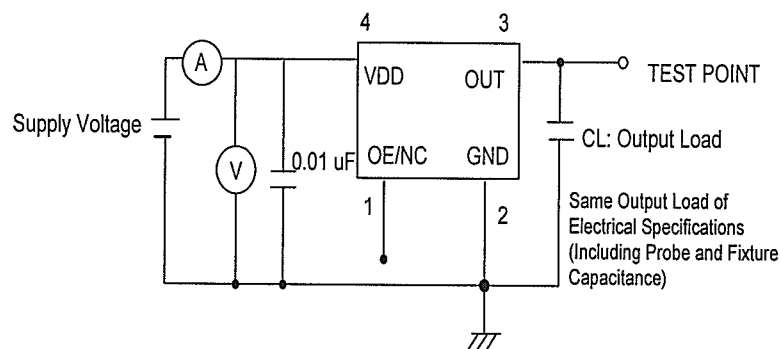 4
3
A
VDD
OUT
TEST POINT
Supply Voltage
CL: Output Load
V
0.01 uF
OE/NC
GND
1
2
Same Output Load of
Electrical Specifications
(Including Probe and Fixture
Capacitance)